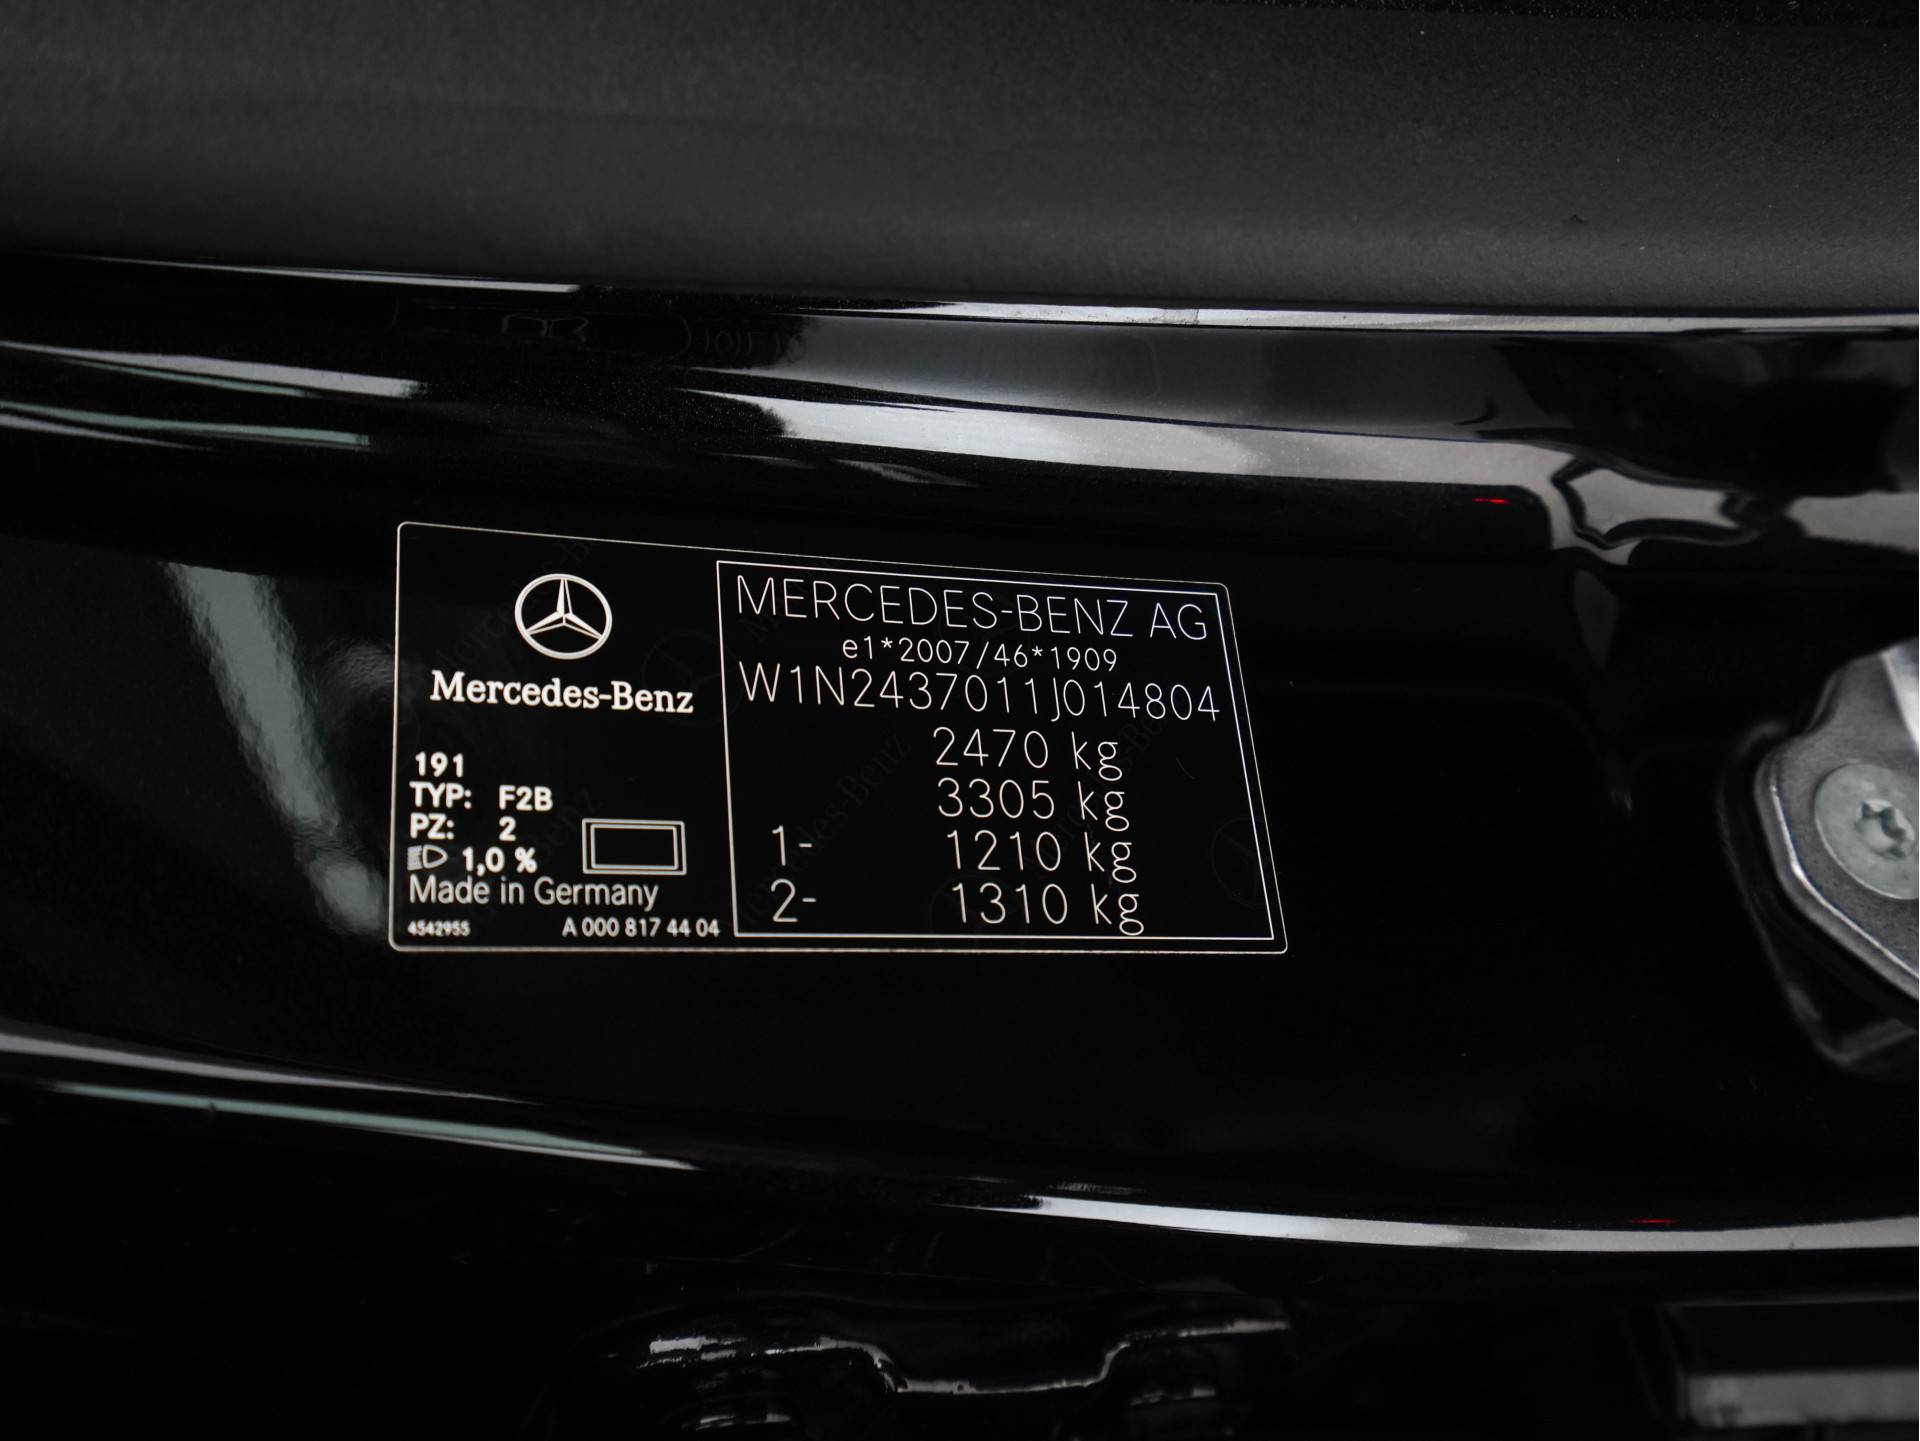 Mercedes-Benz
191
TYP: F2B
PZ: 2
1,0 %
Made in Germany
4542955 A 000 817 44 04
MERCEDES-BENZ AG
e1*2007/46*1909
W1N2437011J014804
2470 kg
3305 kg
1- 1210 kg
2- 1310 kg